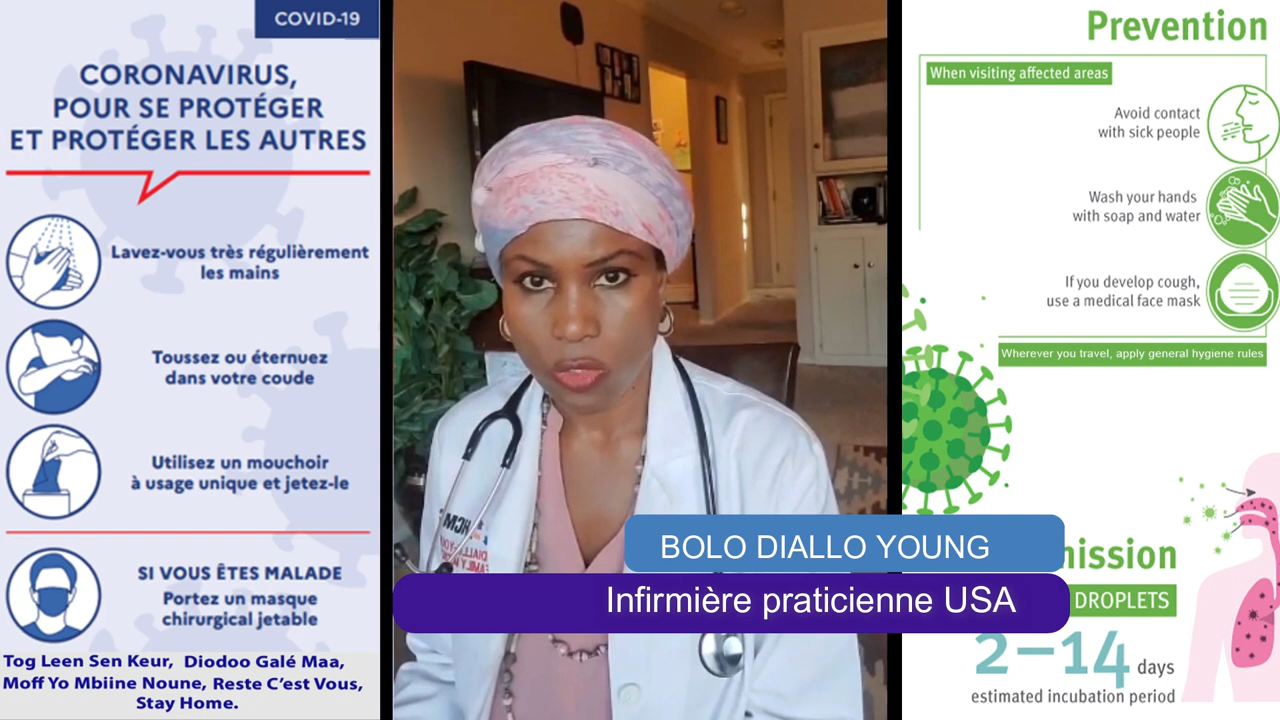 COVID-19
CORONAVIRUS,
POUR SE PROTÉGER
ET PROTÉGER LES AUTRES
Lavez-vous très régulièrement
les mains
Toussez ou éternuez
dans votre coude
Utilisez un mouchoir
à usage unique et jetez-le
SI VOUS ÊTES MALADE
Portez un masque
chirurgical jetable
Tog Leen Sen Keur, Diodoo Galé Maa,
Moff Yo Mbiine Noune, Reste C'est Vous,
Stay Home.
BOLO DIALLO YOUNG
Infirmière praticienne USA
Prevention
When visiting affected areas
Avoid contact
with sick people
Wash your hands
with soap and water
If you develop cough,
use a medical face mask
Wherever you travel, apply general hygiene rules
mission
DROPLETS
2–14 days
estimated incubation period